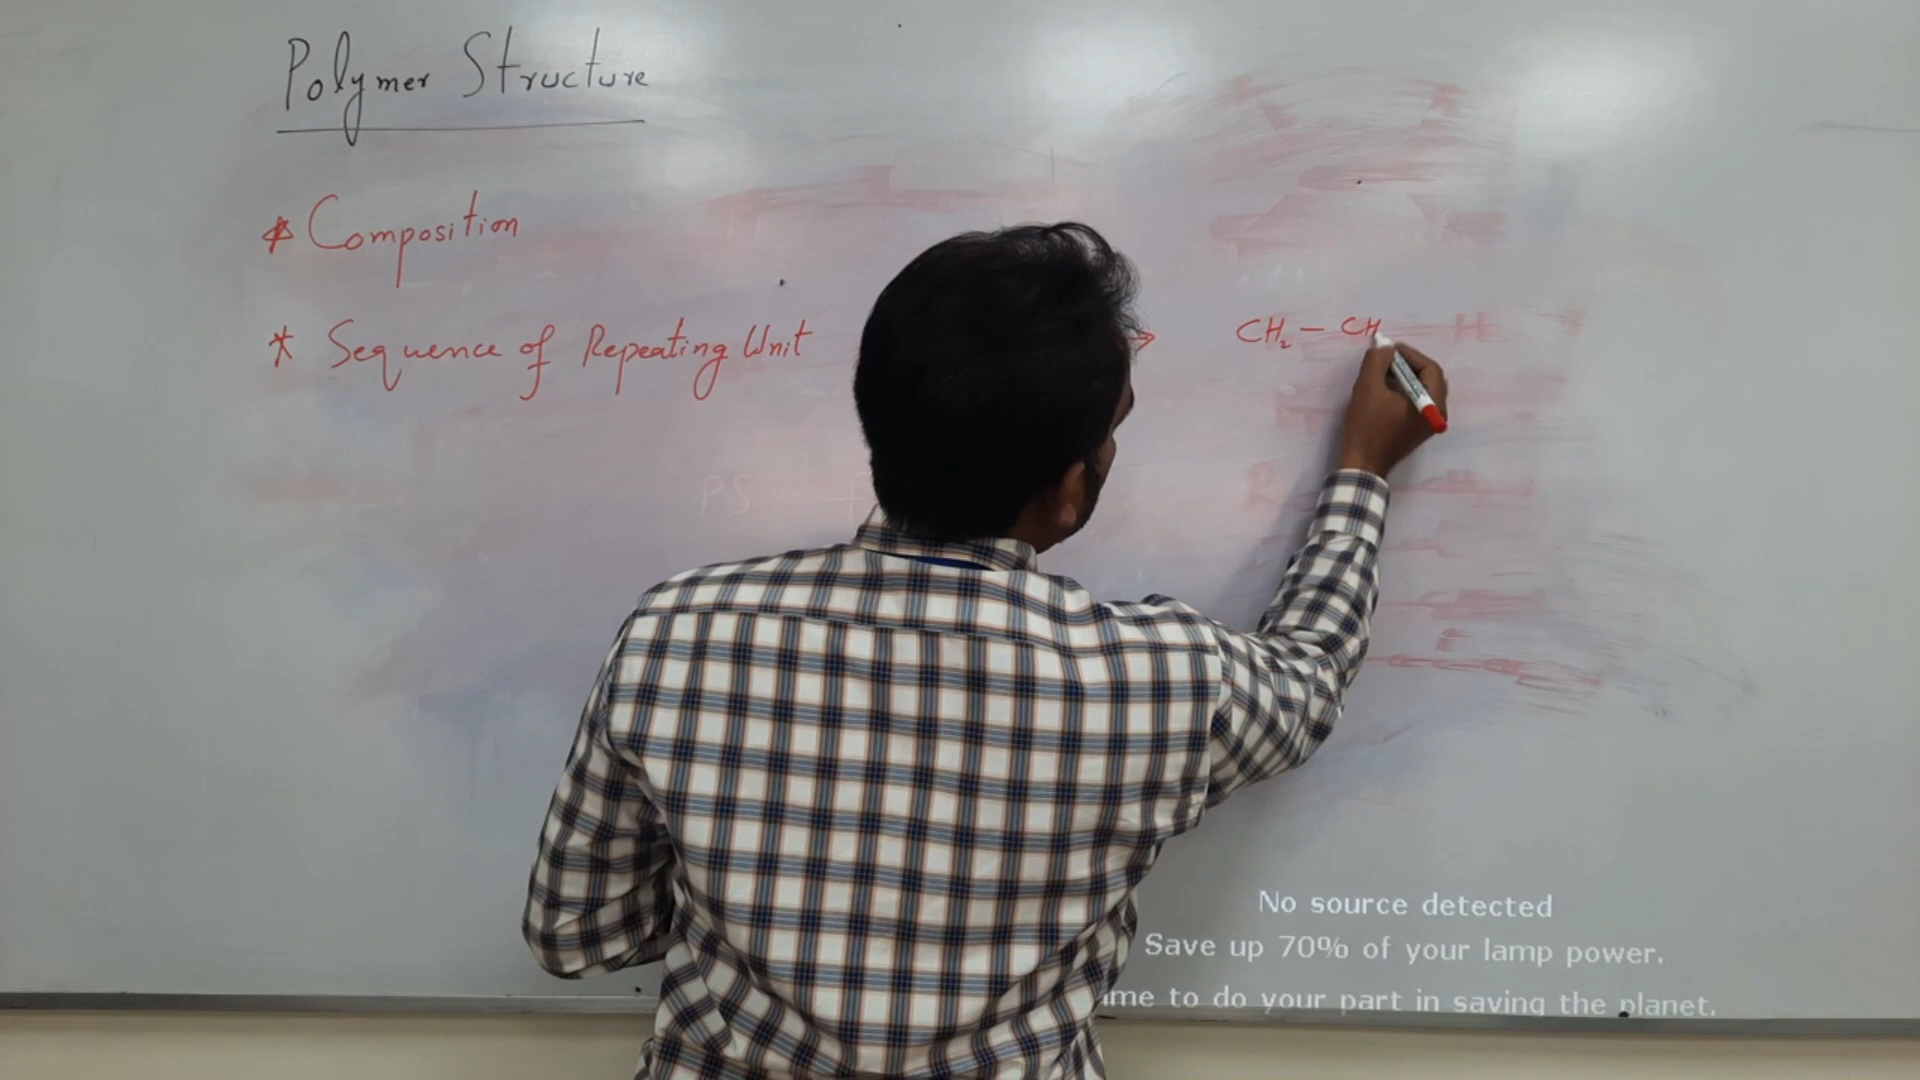 Polymer Structure
* Composition
* Sequence of Repeating Unit → CH₂ - CH
PS
No source detected
Save up 70% of your lamp power.
to do your part in saving the planet.